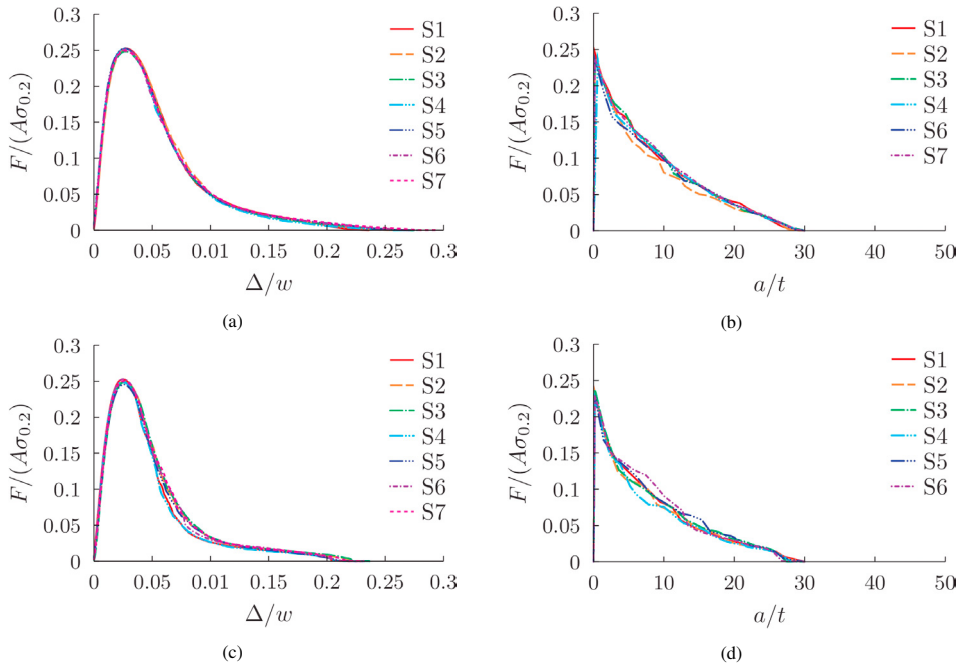 0.3
0.25
0.2
0.15
0.1
0.05
0
F/(Aσ0.2)
0 0.05 0.01 0.15 0.2 0.25 0.3
Δ/w
S1
S2
S3
S4
S5
S6
S7
(a)
0.3
0.25
0.2
0.15
0.1
0.05
0
F/(Aσ0.2)
0 10 20 30 40 50
a/t
S1
S2
S3
S4
S6
S7
(b)
0.3
0.25
0.2
0.15
0.1
0.05
0
F/(Aσ0.2)
0 0.05 0.01 0.15 0.2 0.25 0.3
Δ/w
S1
S2
S3
S4
S5
S6
S7
(c)
0.3
0.25
0.2
0.15
0.1
0.05
0
F/(Aσ0.2)
0 10 20 30 40 50
a/t
S1
S2
S3
S4
S5
S6
(d)